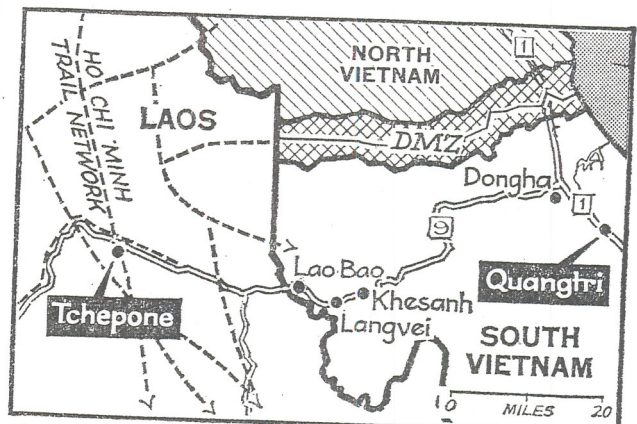 NORTH
VIETNAM
1
HO CHI MINH
TRAIL NETWORK
LAOS
DMZ
Dongha
1
9
Quangtri
Lao Bao
Khesanh
Langvei
Tchepone
SOUTH
VIETNAM
0 MILES 20